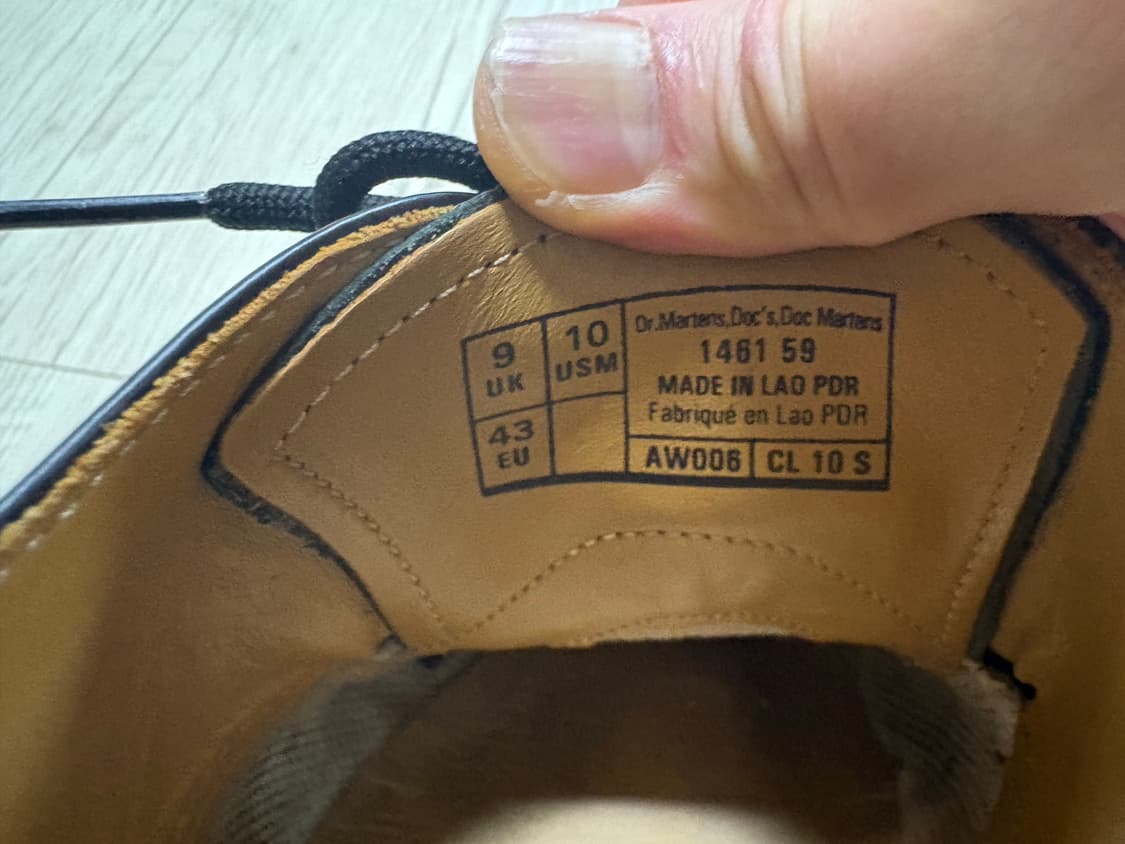 9
UK
10
USM
43
EU
Dr.Martens,Doc's,Doc Martens
1461 59
MADE IN LAO PDR
Fabriqué en Lao PDR
AW006
CL 10 S